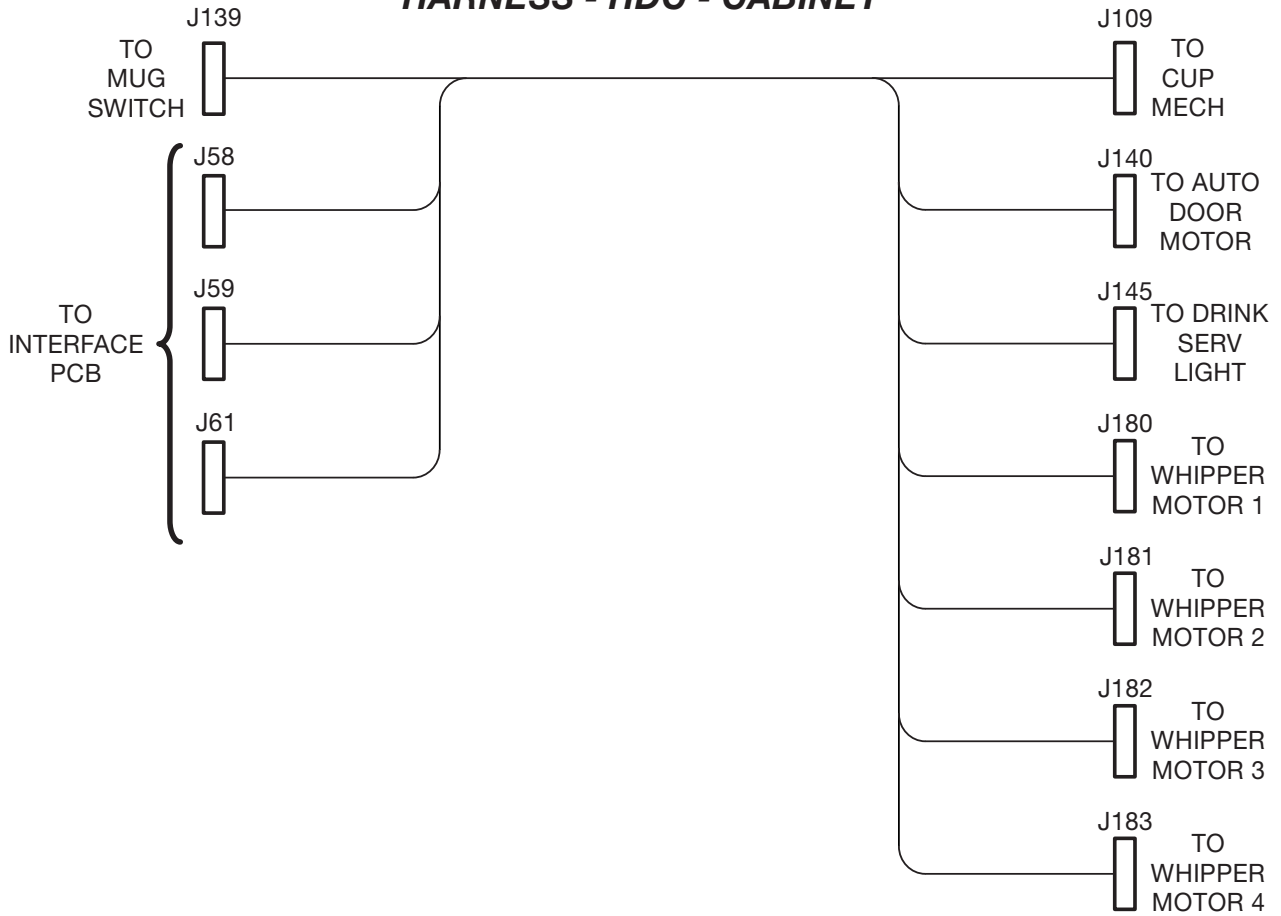 HARNESS - HDC - CABINET
J139
TO
MUG
SWITCH
J58
J59
TO
INTERFACE
PCB
J61
J109
TO
CUP
MECH
J140
TO AUTO
DOOR
MOTOR
J145
TO DRINK
SERV
LIGHT
J180
TO
WHIPPER
MOTOR 1
J181
TO
WHIPPER
MOTOR 2
J182
TO
WHIPPER
MOTOR 3
J183
TO
WHIPPER
MOTOR 4